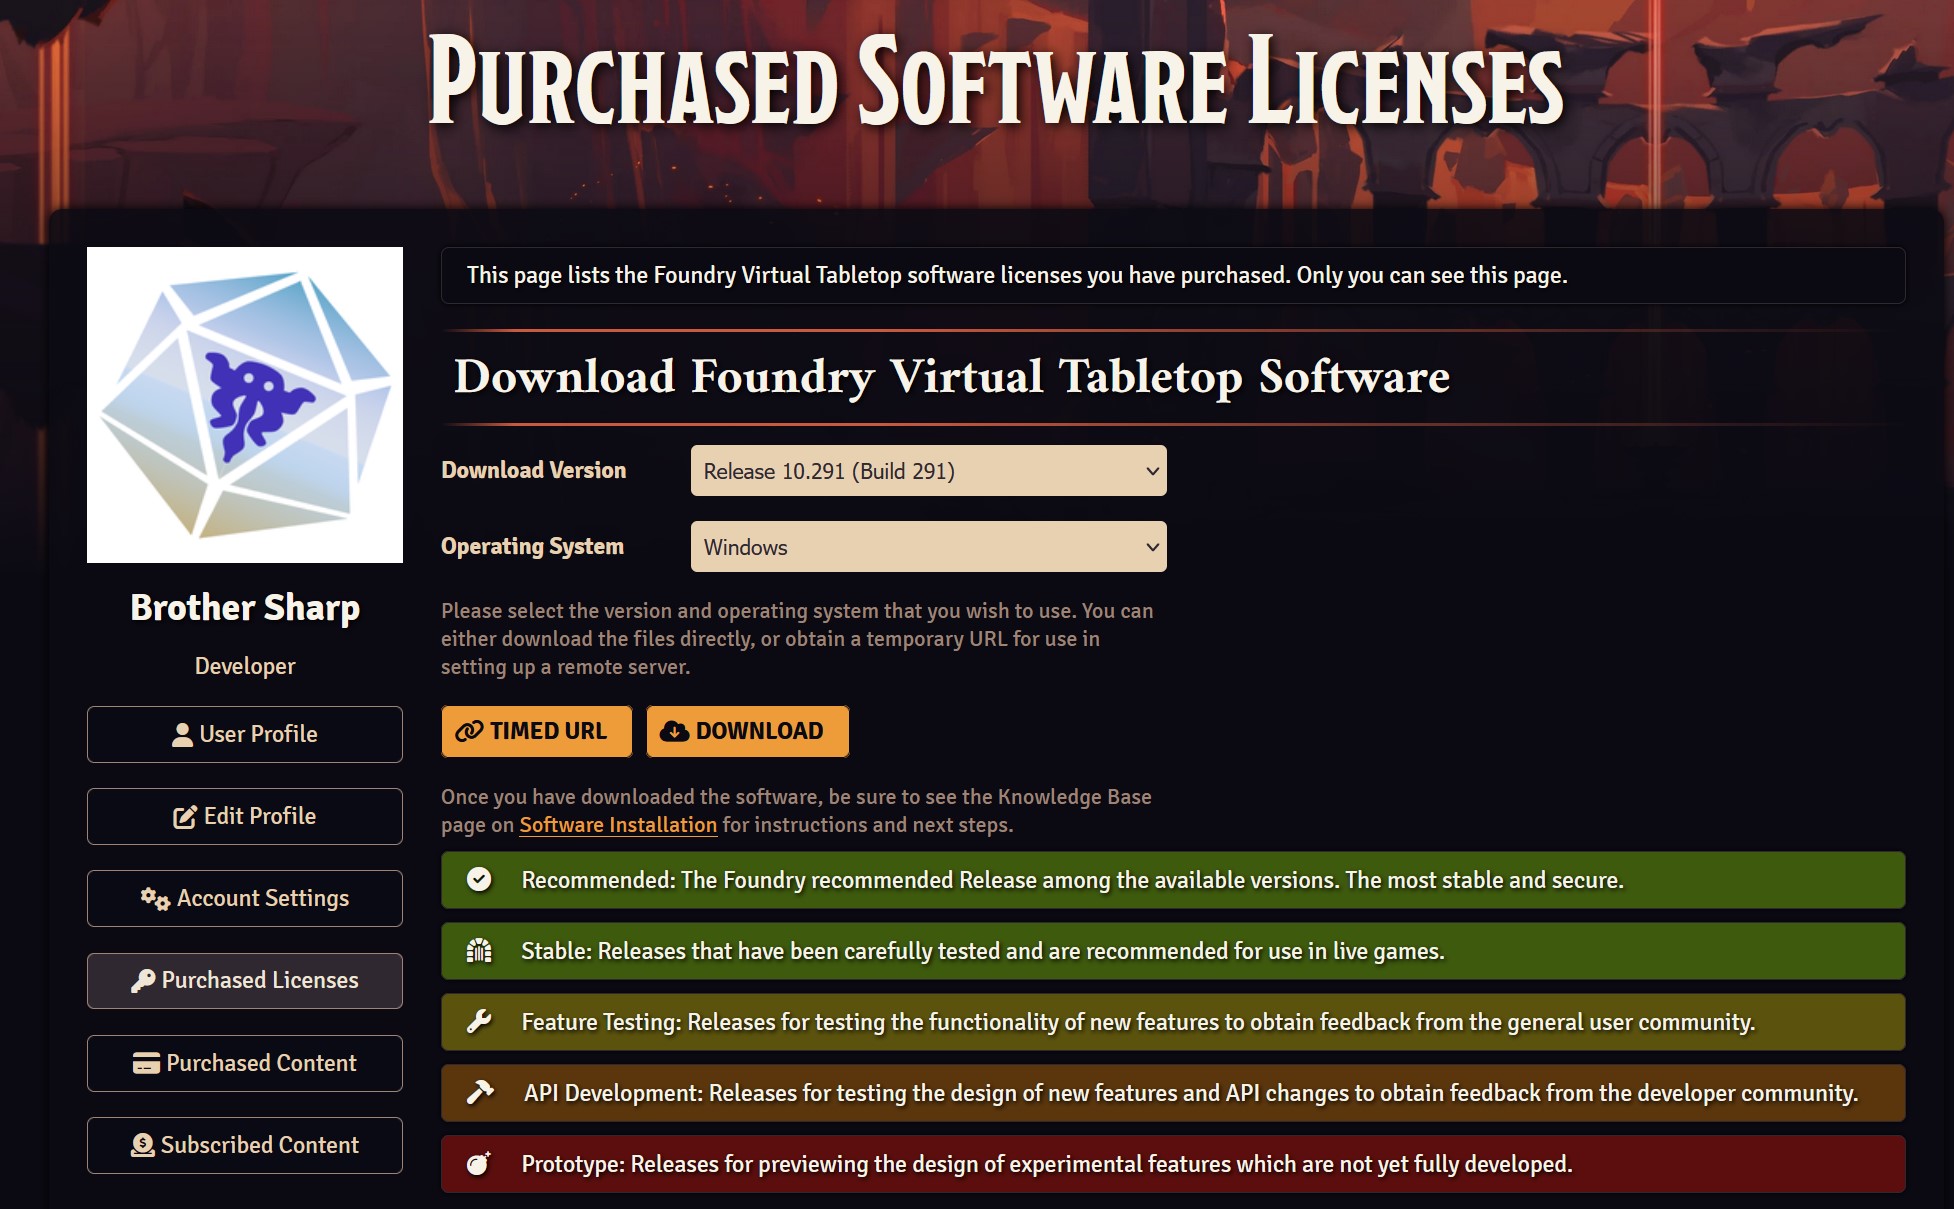 Purchased Software Licenses
This page lists the Foundry Virtual Tabletop software licenses you have purchased. Only you can see this page.
Download Foundry Virtual Tabletop Software
Download Version
Release 10.291 (Build 291)
Operating System
Windows
Please select the version and operating system that you wish to use. You can
either download the files directly, or obtain a temporary URL for use in
setting up a remote server.
TIMED URL
DOWNLOAD
Once you have downloaded the software, be sure to see the Knowledge Base
page on Software Installation for instructions and next steps.
Recommended: The Foundry recommended Release among the available versions. The most stable and secure.
Stable: Releases that have been carefully tested and are recommended for use in live games.
Feature Testing: Releases for testing the functionality of new features to obtain feedback from the general user community.
API Development: Releases for testing the design of new features and API changes to obtain feedback from the developer community.
Prototype: Releases for previewing the design of experimental features which are not yet fully developed.
Brother Sharp
Developer
User Profile
Edit Profile
Account Settings
Purchased Licenses
Purchased Content
Subscribed Content